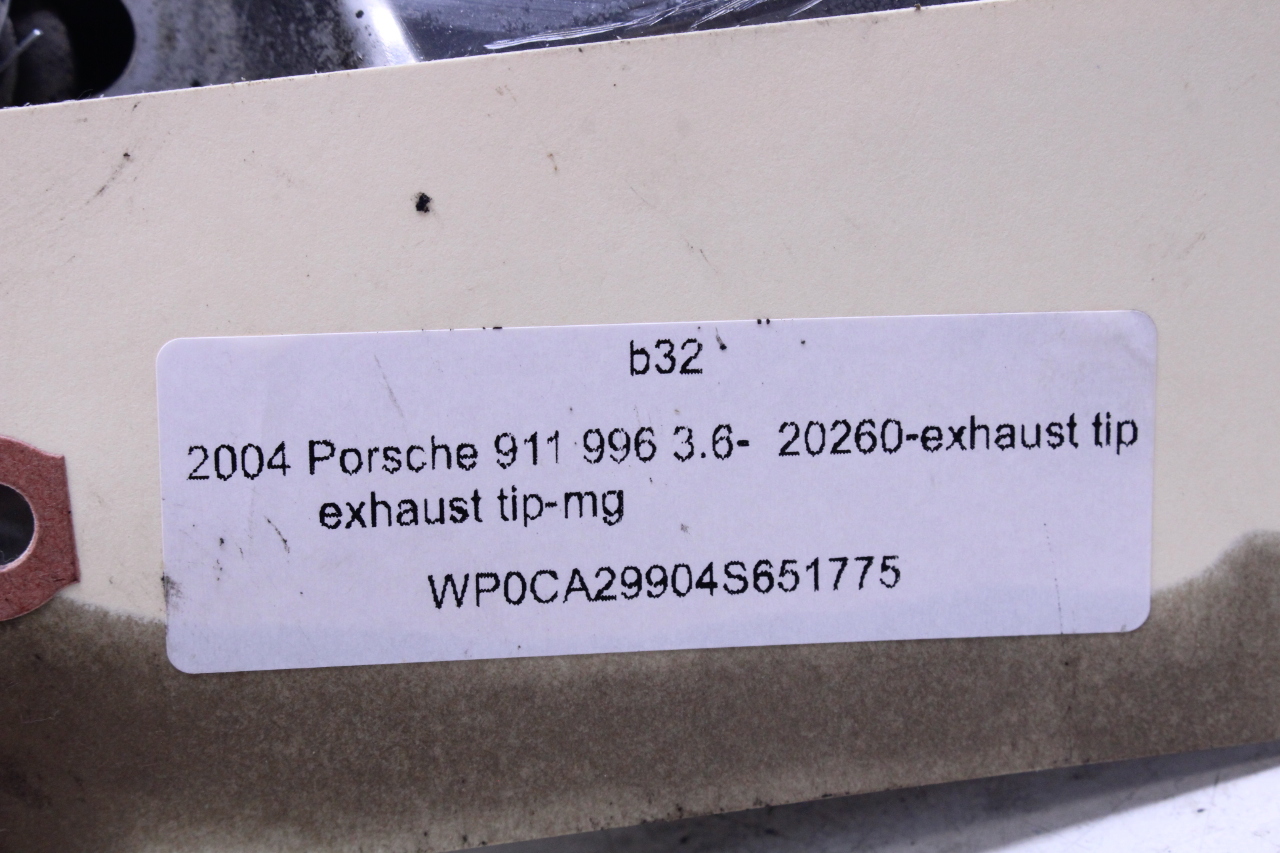 b32
2004 Porsche 911 996 3.6- 20260-exhaust tip
exhaust tip-mg
WP0CA29904S651775